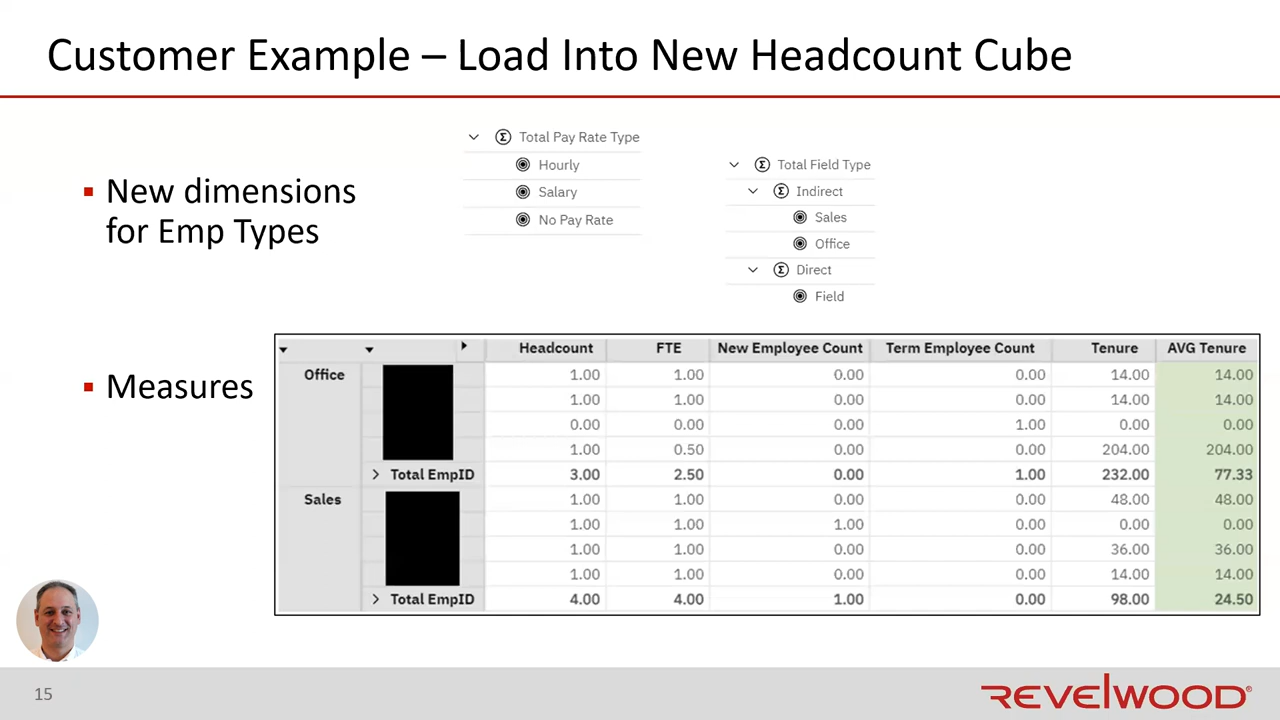 Customer Example – Load Into New Headcount Cube
▪ New dimensions
for Emp Types
Total Pay Rate Type
Hourly
Salary
No Pay Rate
Total Field Type
Indirect
Sales
Office
Direct
Field
▪ Measures
Headcount FTE New Employee Count Term Employee Count Tenure AVG Tenure
Office 1.00 1.00 0.00 0.00 14.00 14.00
1.00 1.00 0.00 0.00 14.00 14.00
0.00 0.00 0.00 1.00 0.00 0.00
1.00 0.50 0.00 0.00 204.00 204.00
Total EmpID 3.00 2.50 0.00 1.00 232.00 77.33
Sales 1.00 1.00 0.00 0.00 48.00 48.00
1.00 1.00 1.00 0.00 0.00 0.00
1.00 1.00 0.00 0.00 36.00 36.00
1.00 1.00 0.00 0.00 14.00 14.00
Total EmpID 4.00 4.00 1.00 0.00 98.00 24.50
15
REVELWOOD®